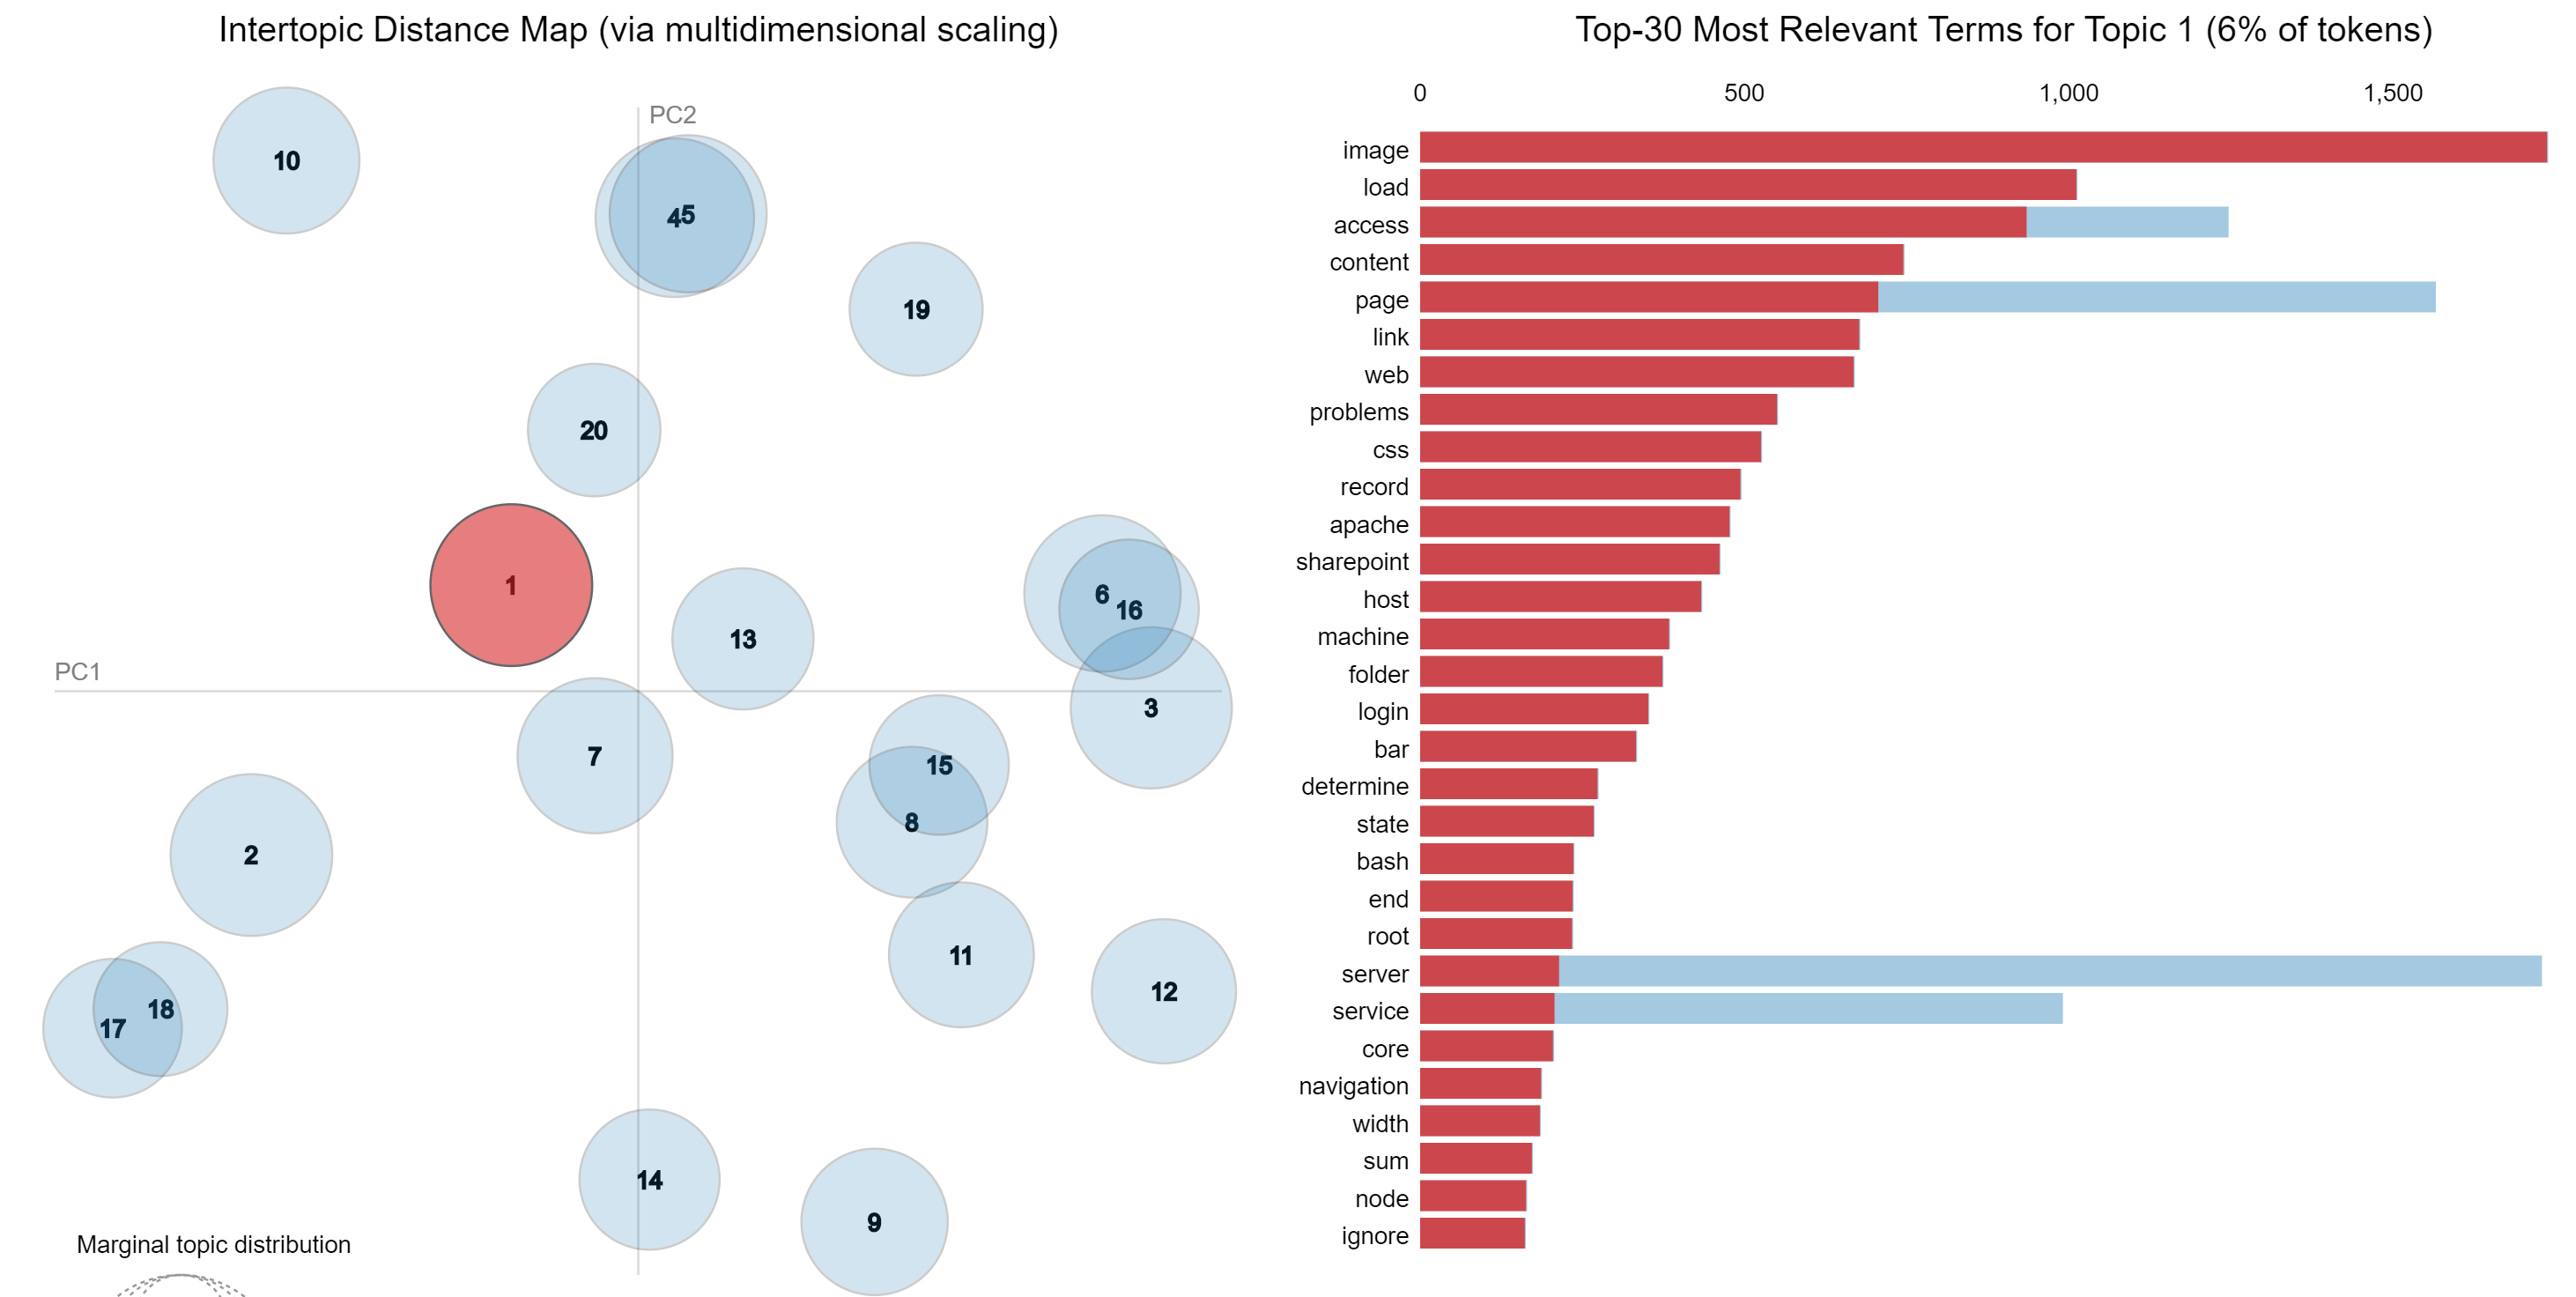 Intertopic Distance Map (via multidimensional scaling)
PC2
10
4
5
19
20
1
6
16
13
PC1
3
7
15
8
2
11
12
18
17
14
9
Marginal topic distribution
Top-30 Most Relevant Terms for Topic 1 (6% of tokens)
0 500 1,000 1,500
image
load
access
content
page
link
web
problems
css
record
apache
sharepoint
host
machine
folder
login
bar
determine
state
bash
end
root
server
service
core
navigation
width
sum
node
ignore